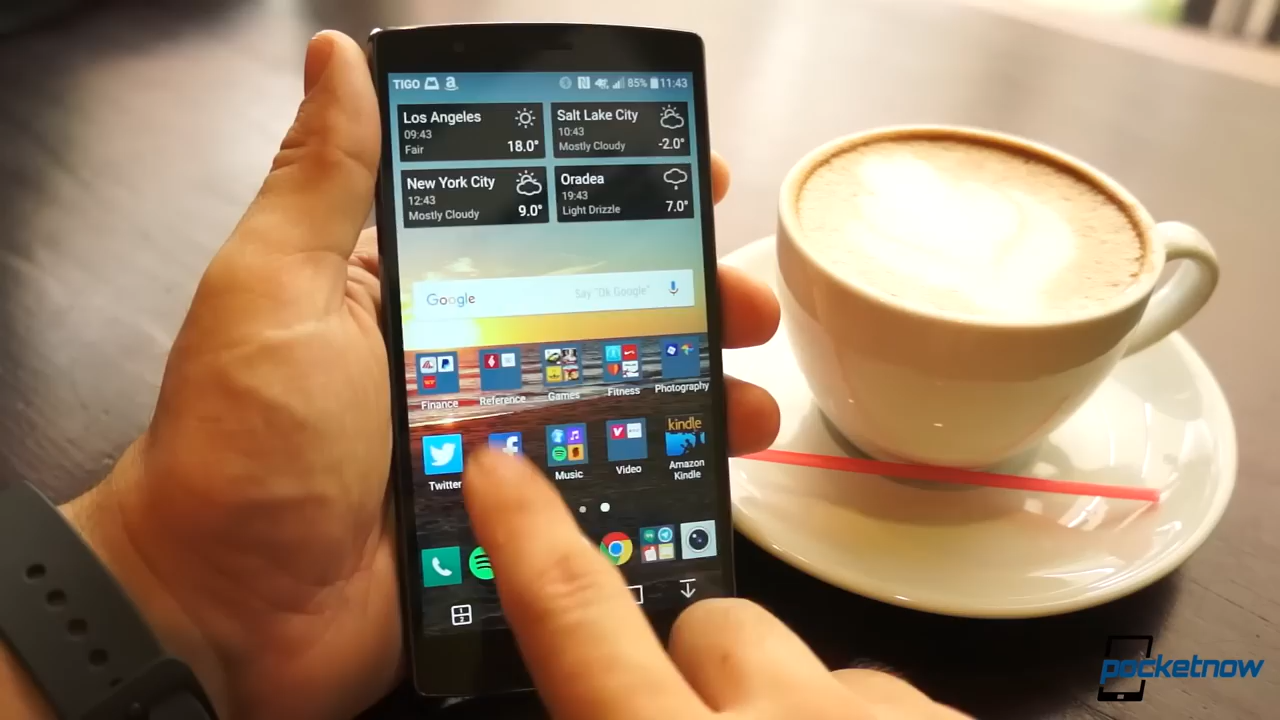 TIGO 85% 11:43
Los Angeles
09:43
Fair
18.0°
Salt Lake City
10:43
Mostly Cloudy
-2.0°
New York City
12:43
Mostly Cloudy
9.0°
Oradea
19:43
Light Drizzle
7.0°
Google Say "Ok Google"
Finance Reference Games Fitness Photography
kindle
Twitter Music Video Amazon Kindle
pocketnow